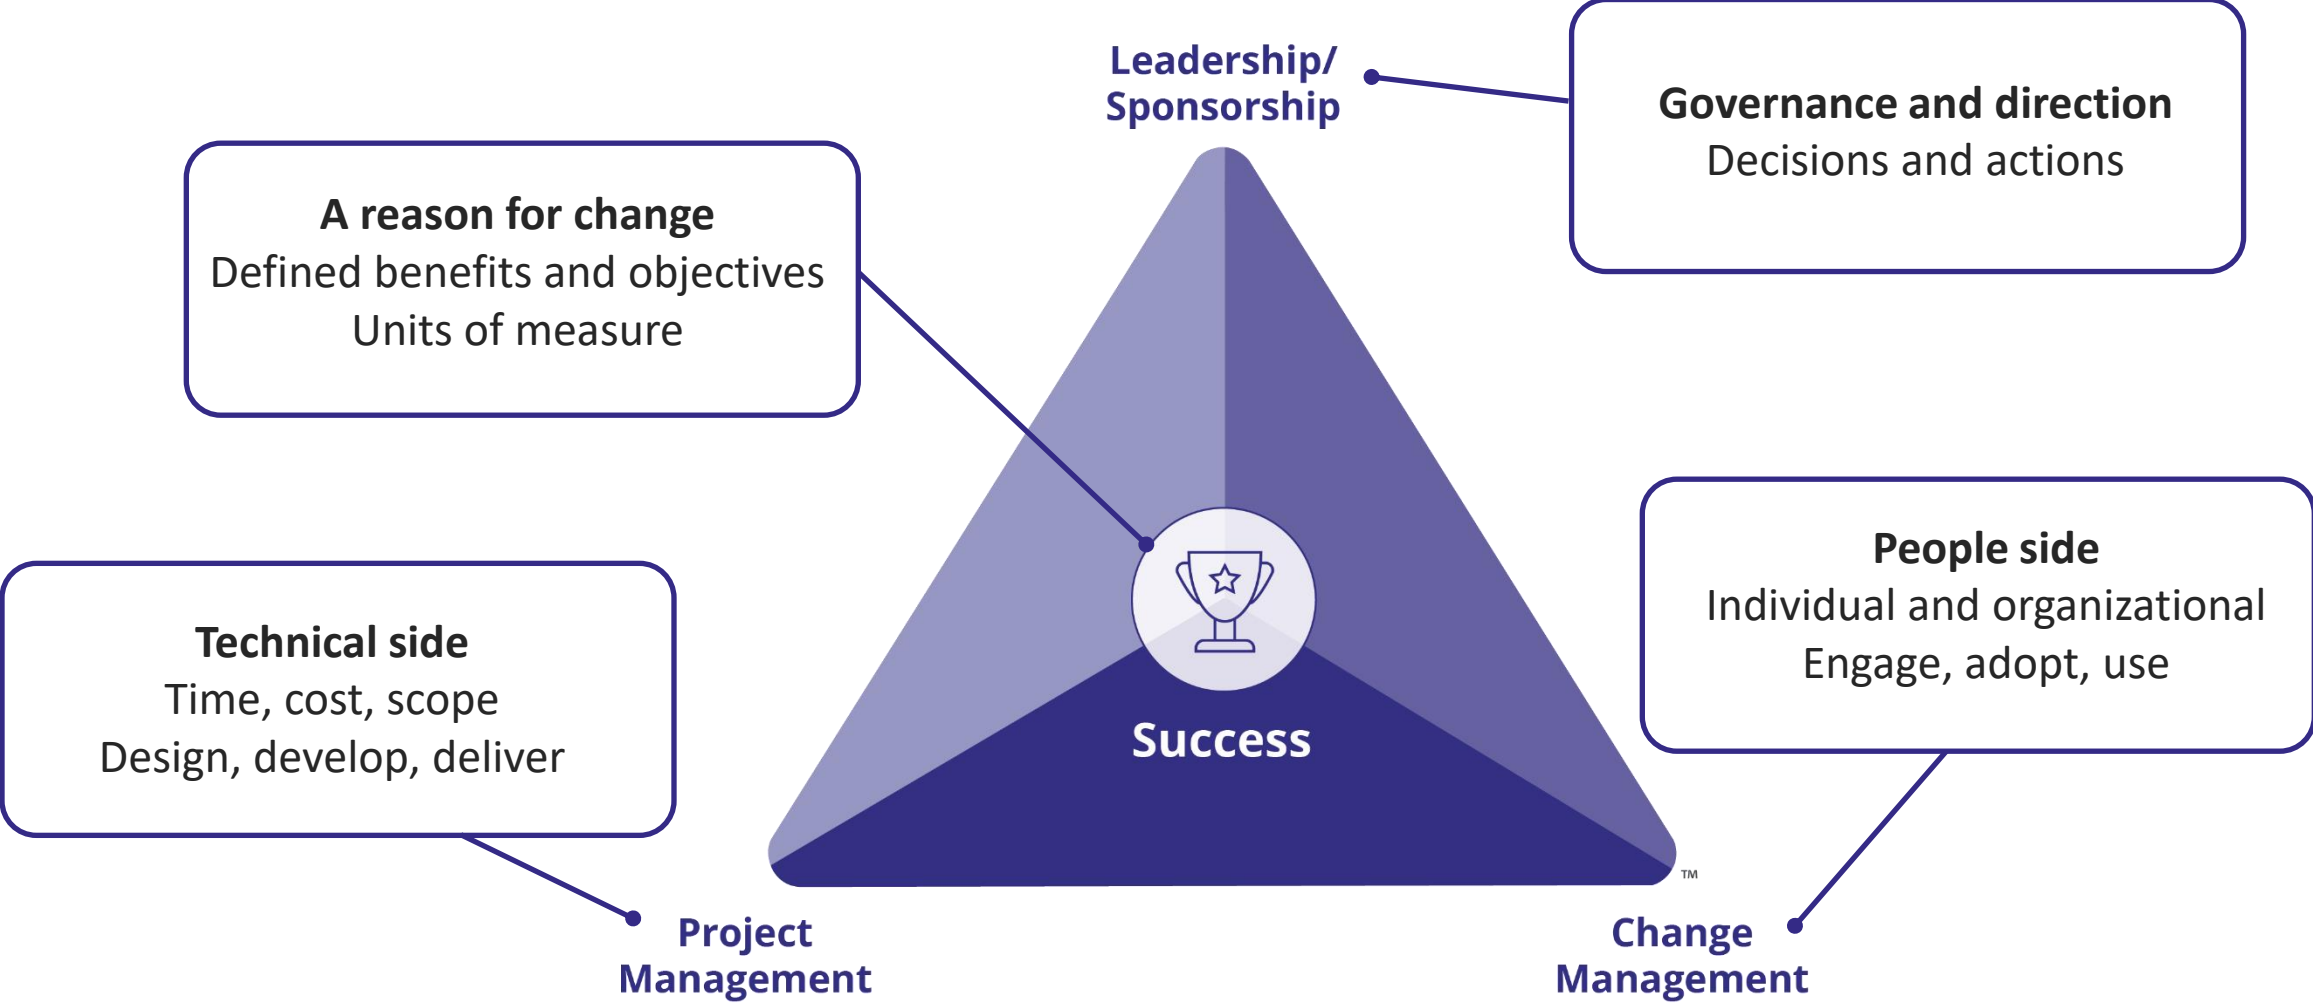 Leadership/
Sponsorship
Governance and direction
Decisions and actions
A reason for change
Defined benefits and objectives
Units of measure
People side
Individual and organizational
Engage, adopt, use
Technical side
Time, cost, scope
Design, develop, deliver
Success
TM
Project
Management
Change
Management